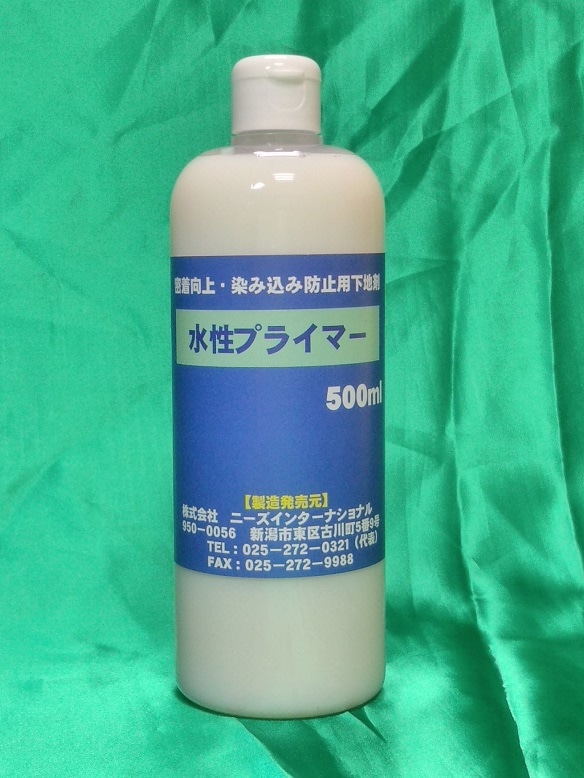 密着向上・染み込み防止用下地剤
水性プライマー
500ml
【製造発売元】
株式会社　ニーズインターナショナル
950-0056　新潟市東区古川町5番9号
TEL：025-272-0321（代表）
FAX：025-272-9988